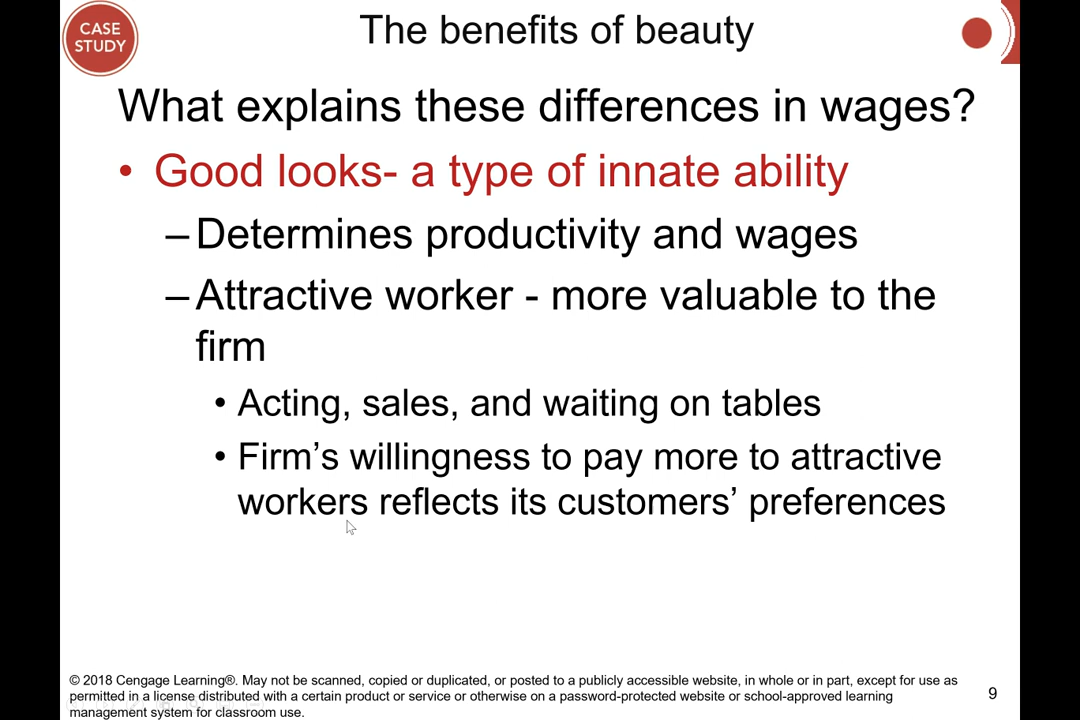 CASE
STUDY
The benefits of beauty
What explains these differences in wages?
• Good looks- a type of innate ability
– Determines productivity and wages
– Attractive worker - more valuable to the
firm
• Acting, sales, and waiting on tables
• Firm’s willingness to pay more to attractive
workers reflects its customers’ preferences
© 2018 Cengage Learning®. May not be scanned, copied or duplicated, or posted to a publicly accessible website, in whole or in part, except for use as
permitted in a license distributed with a certain product or service or otherwise on a password-protected website or school-approved learning
management system for classroom use.
9